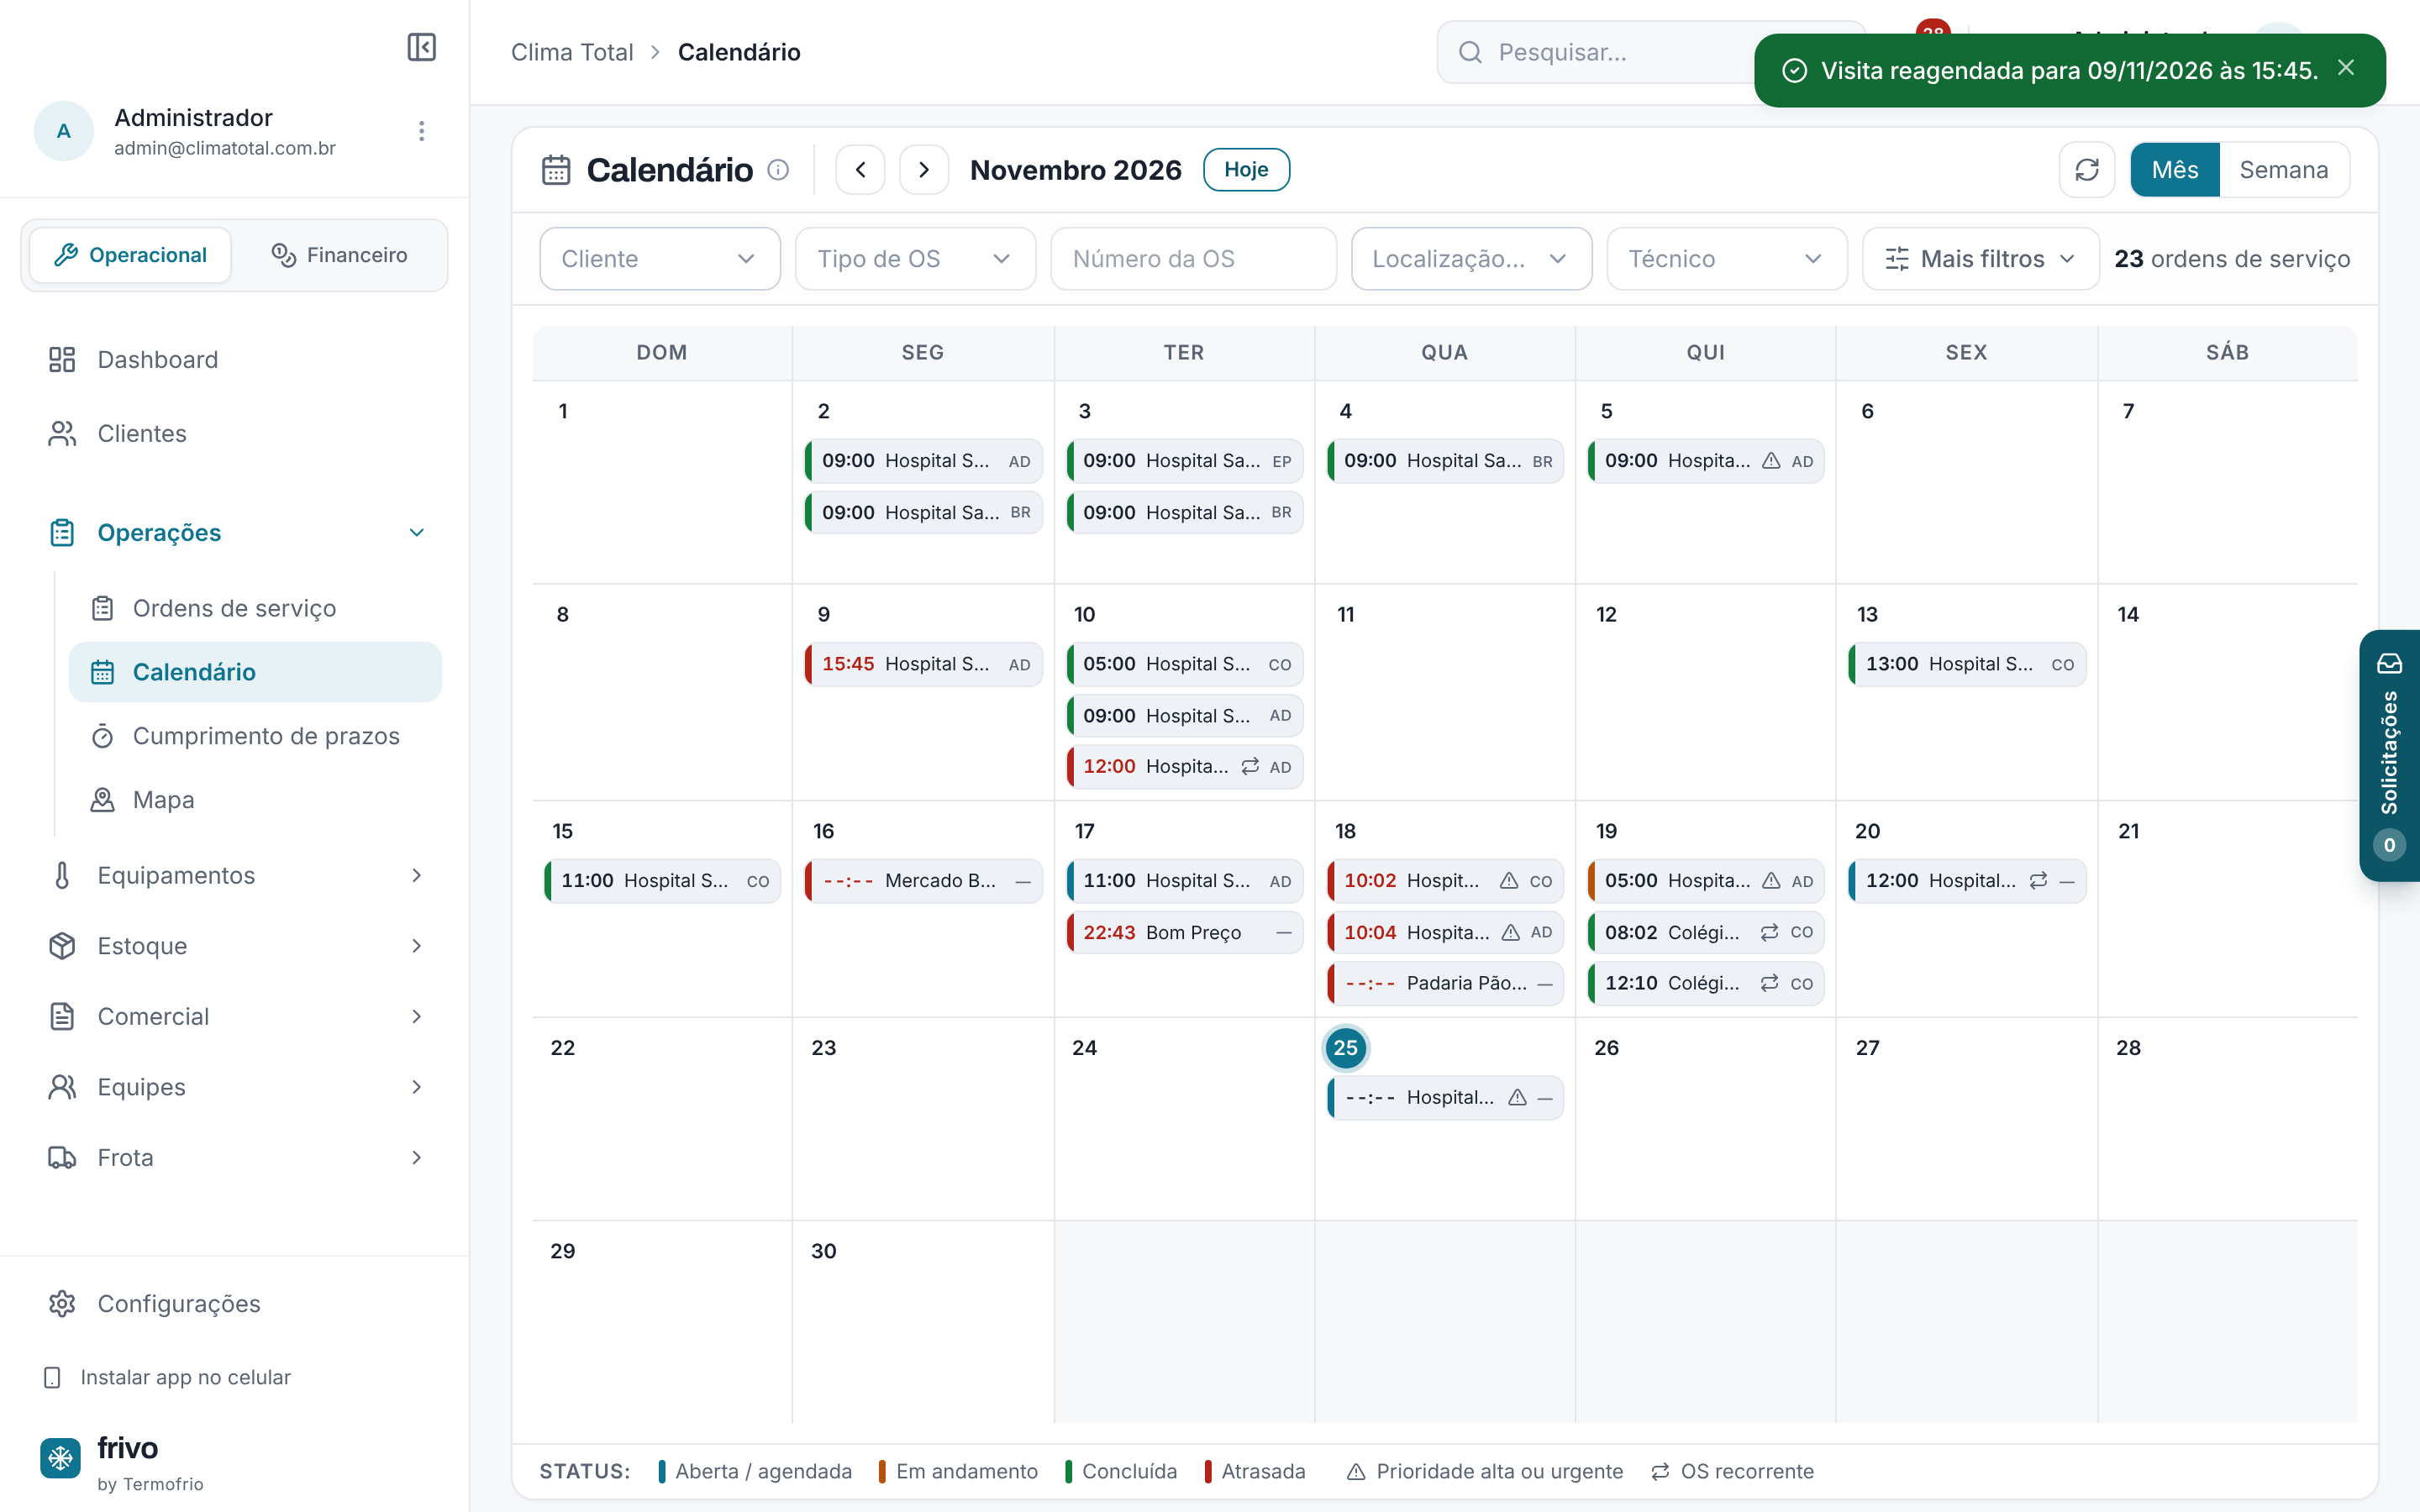 A
Administrador
admin@climatotal.com.br
Operacional
Financeiro
Dashboard
Clientes
Operações
Ordens de serviço
Calendário
Cumprimento de prazos
Mapa
Equipamentos
Estoque
Comercial
Equipes
Frota
Configurações
Instalar app no celular
frivo
by Termofrio
Clima Total > Calendário
Pesquisar...
Visita reagendada para 09/11/2026 às 15:45.
Calendário
Novembro 2026
Hoje
Mês
Semana
Cliente
Tipo de OS
Número da OS
Localização...
Técnico
Mais filtros
23 ordens de serviço
DOM SEG TER QUA QUI SEX SÁB
1
2
09:00 Hospital S... AD
09:00 Hospital Sa... BR
3
09:00 Hospital Sa... EP
09:00 Hospital Sa... BR
4
09:00 Hospital Sa... BR
5
09:00 Hospita... AD
6
7
8
9
15:45 Hospital S... AD
10
05:00 Hospital S... CO
09:00 Hospital S... AD
12:00 Hospita... AD
11
12
13
13:00 Hospital S... CO
14
15
11:00 Hospital S... CO
16
--:-- Mercado B... —
17
11:00 Hospital S... AD
22:43 Bom Preço —
18
10:02 Hospit... CO
10:04 Hospita... AD
--:-- Padaria Pão... —
19
05:00 Hospita... AD
08:02 Colégi... CO
12:10 Colégi... CO
20
12:00 Hospital... —
21
22
23
24
25
--:-- Hospital... —
26
27
28
29
30
STATUS: Aberta / agendada Em andamento Concluída Atrasada Prioridade alta ou urgente OS recorrente
Solicitações
0